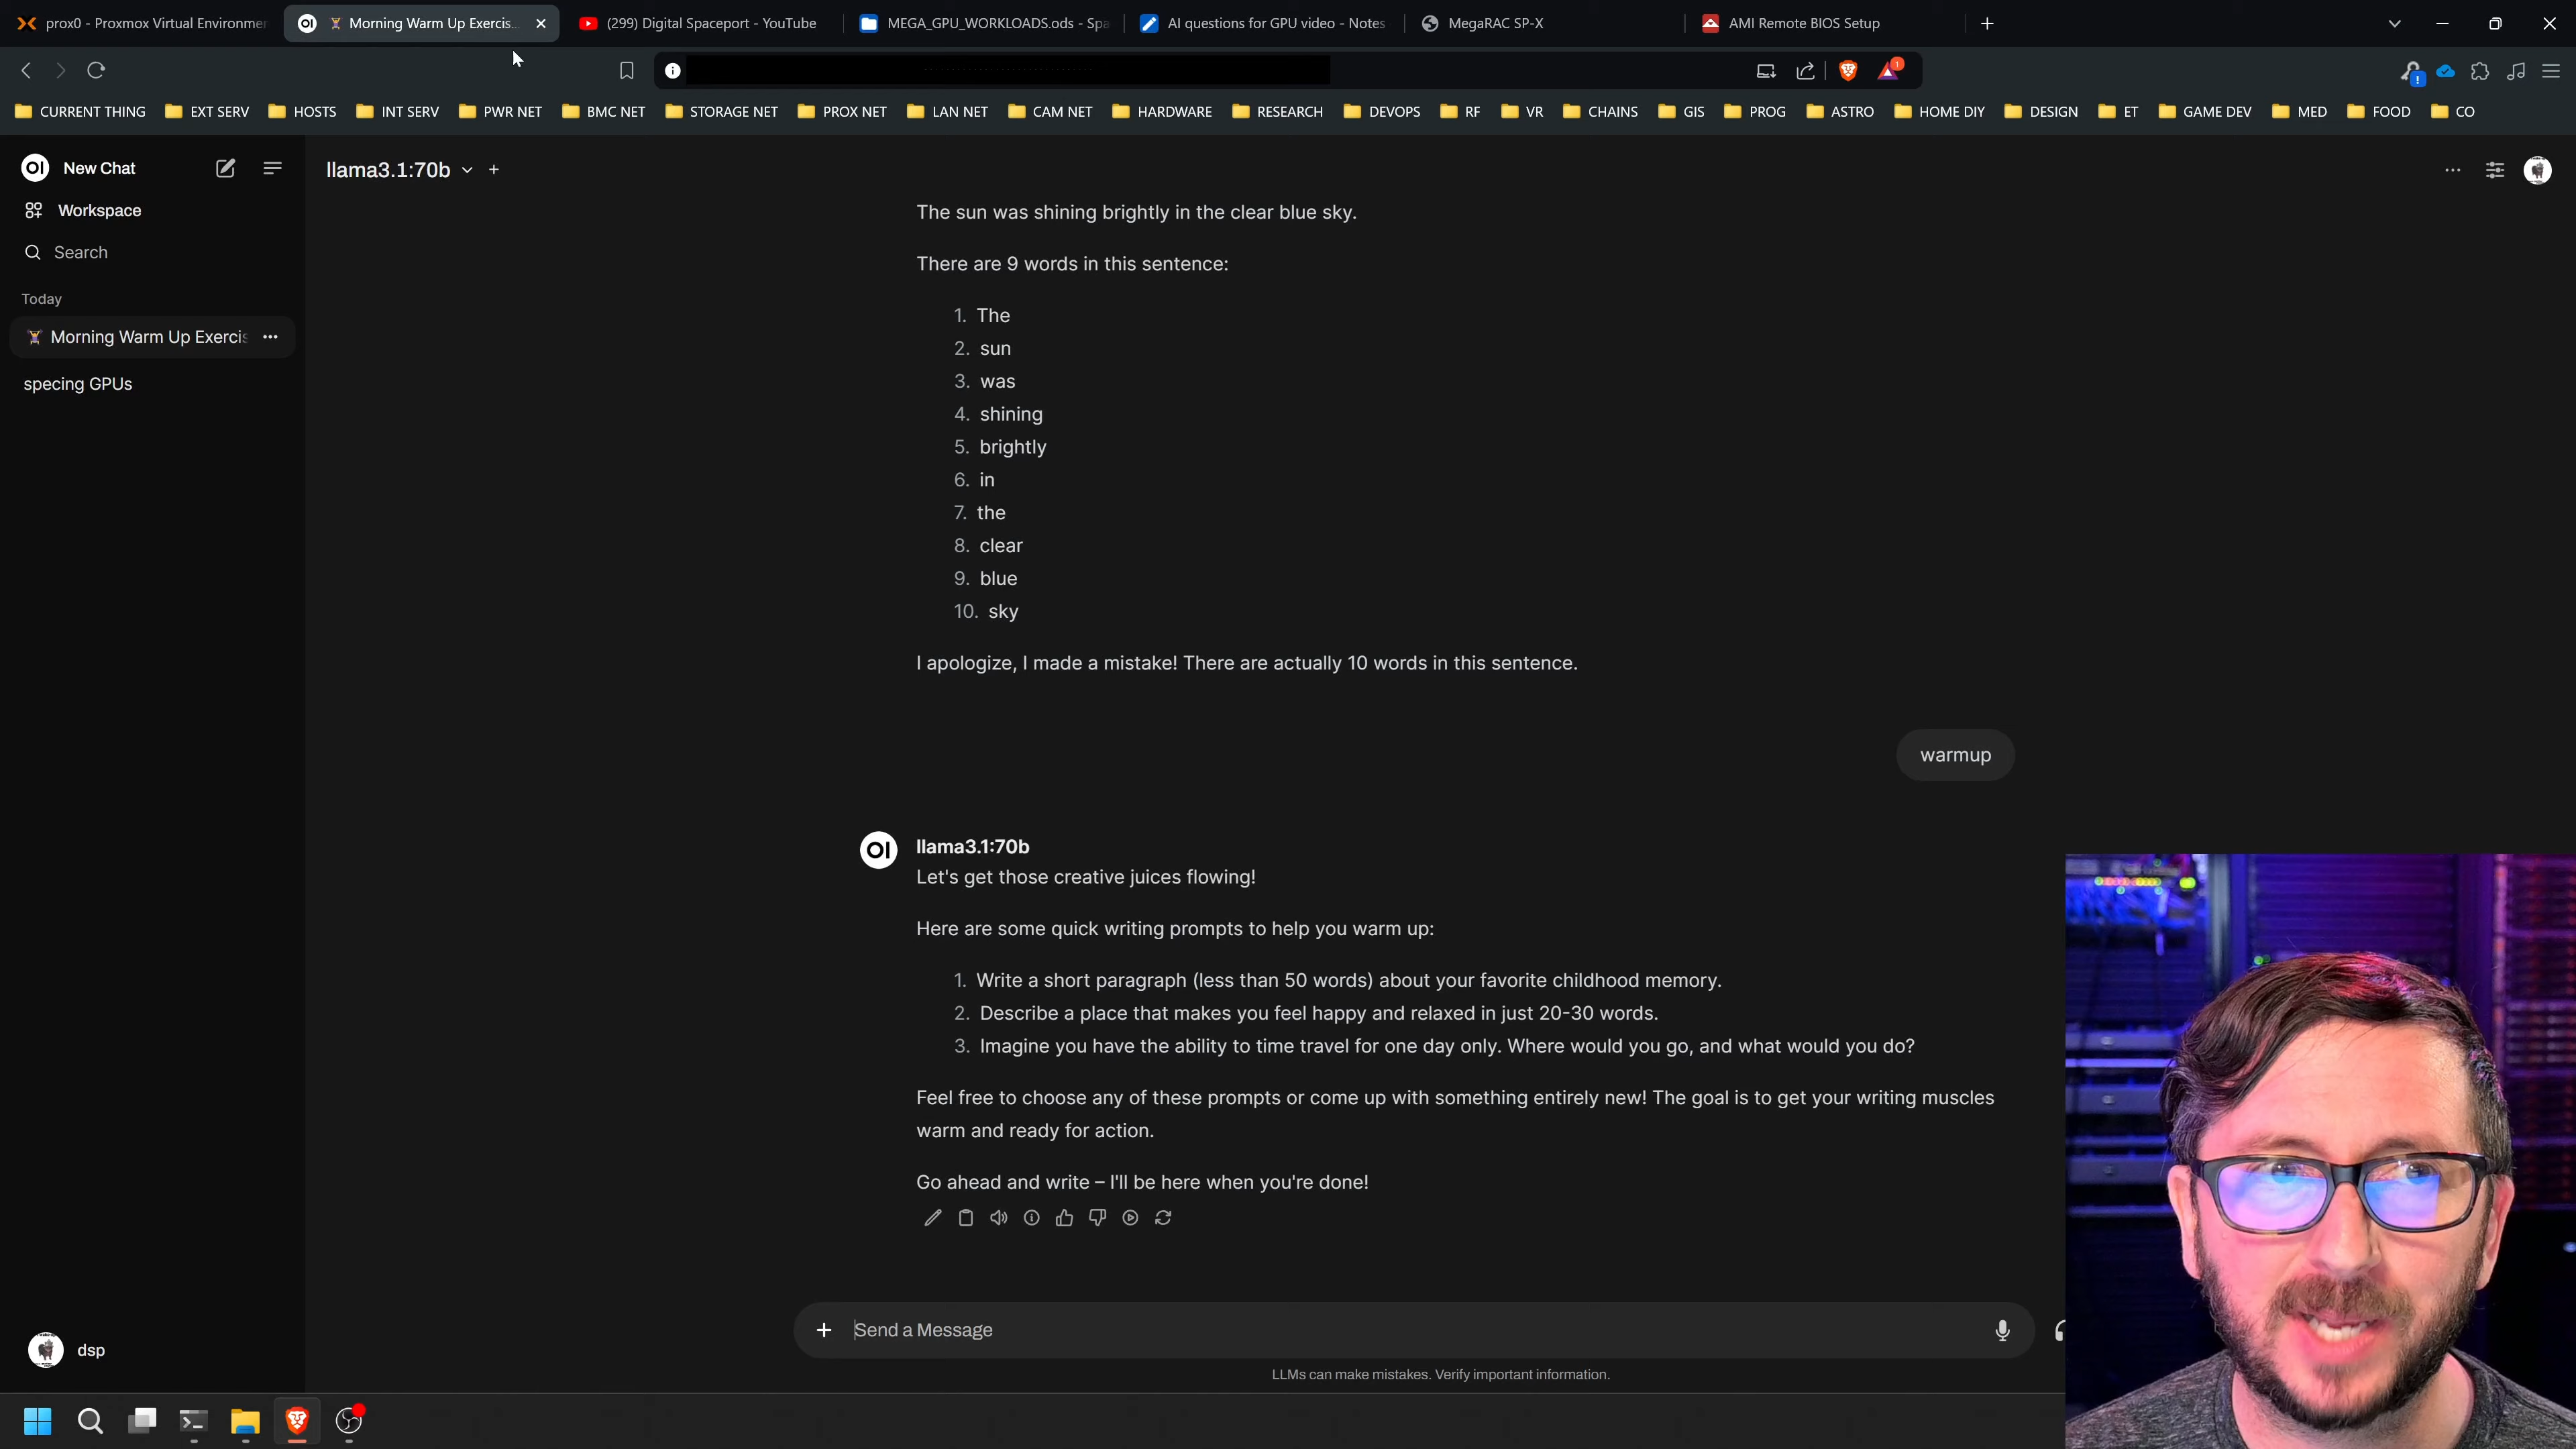 prox0 - Proxmox Virtual Environme
Morning Warm Up Exercis...
(299) Digital Spaceport - YouTube
MEGA_GPU_WORKLOADS.ods - Spa
AI questions for GPU video - Notes
MegaRAC SP-X
AMI Remote BIOS Setup
1
CURRENT THING
EXT SERV
HOSTS
INT SERV
PWR NET
BMC NET
STORAGE NET
PROX NET
LAN NET
CAM NET
HARDWARE
RESEARCH
DEVOPS
RF
VR
CHAINS
GIS
PROG
ASTRO
HOME DIY
DESIGN
ET
GAME DEV
MED
FOOD
CO
OI New Chat
Workspace
Search
Today
Morning Warm Up Exercis
specing GPUs
dsp
llama3.1:70b
The sun was shining brightly in the clear blue sky.
There are 9 words in this sentence:
1. The
2. sun
3. was
4. shining
5. brightly
6. in
7. the
8. clear
9. blue
10. sky
I apologize, I made a mistake! There are actually 10 words in this sentence.
warmup
OI llama3.1:70b
Let's get those creative juices flowing!
Here are some quick writing prompts to help you warm up:
1. Write a short paragraph (less than 50 words) about your favorite childhood memory.
2. Describe a place that makes you feel happy and relaxed in just 20-30 words.
3. Imagine you have the ability to time travel for one day only. Where would you go, and what would you do?
Feel free to choose any of these prompts or come up with something entirely new! The goal is to get your writing muscles
warm and ready for action.
Go ahead and write – I'll be here when you're done!
Send a Message
LLMs can make mistakes. Verify important information.